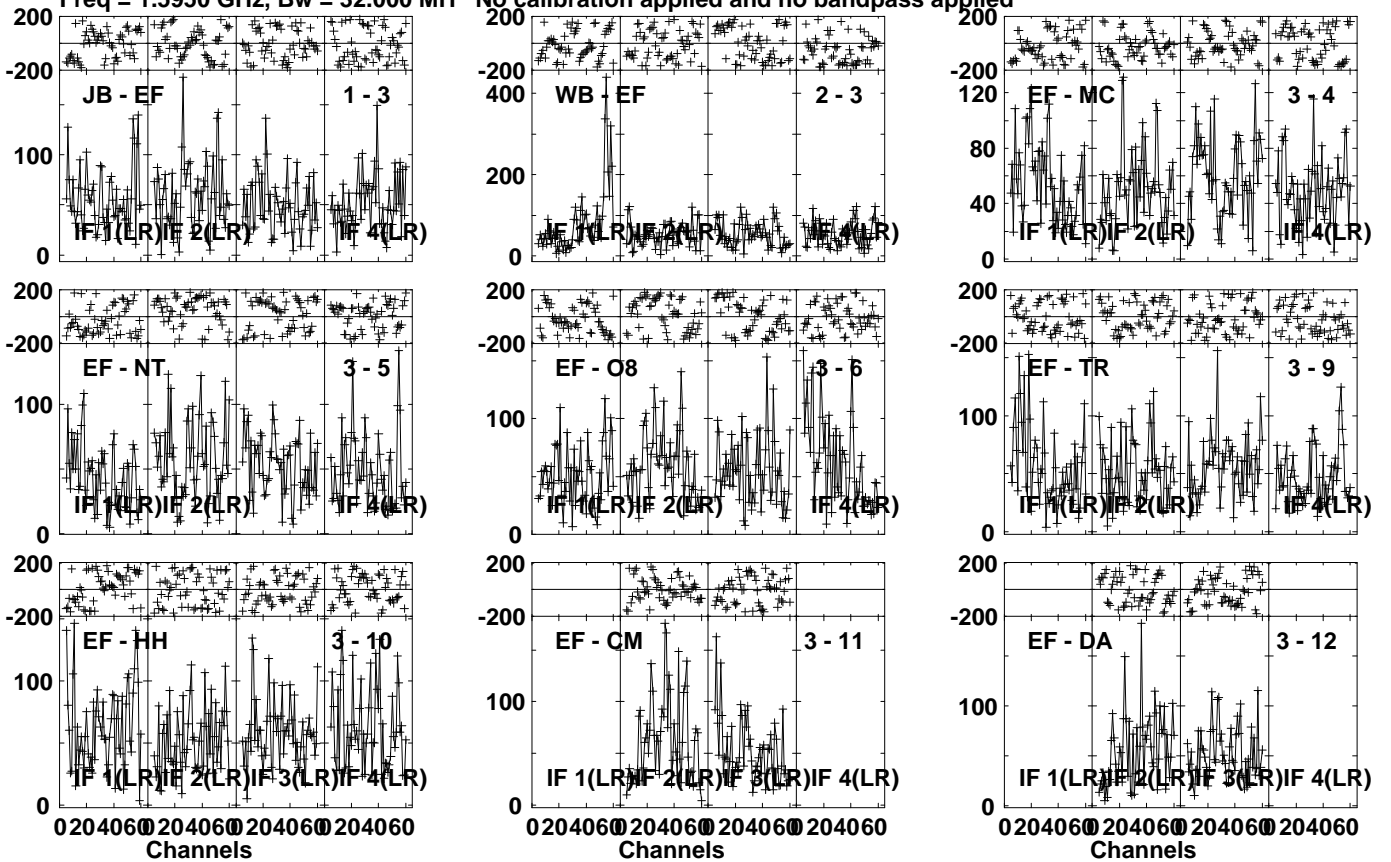 Freq = 1.5950 GHz, Bw = 32.000 MH No calibration applied and no bandpass applied
200 200 200
-200 -200 -200
JB - EF 1 - 3 WB - EF 2 - 3 EF - MC 3 - 4
100 400 120
200 80
40
0 0 0
IF 1(LR) IF 2(LR) IF 4(LR) IF 1(LR) IF 2(LR) IF 4(LR) IF 1(LR) IF 2(LR) IF 4(LR)
200 200 200
-200 -200 -200
EF - NT 3 - 5 EF - O8 3 - 6 EF - TR 3 - 9
100 100 100
IF 1(LR) IF 2(LR) IF 4(LR) IF 1(LR) IF 2(LR) IF 4(LR) IF 1(LR) IF 2(LR) IF 4(LR)
0 0 0
200 200 200
-200 -200 -200
EF - HH 3 - 10 EF - CM 3 - 11 EF - DA 3 - 12
100 100 100
IF 1(LR) IF 2(LR) IF 3(LR) IF 4(LR) IF 1(LR) IF 2(LR) IF 3(LR) IF 4(LR) IF 1(LR) IF 2(LR) IF 3(LR) IF 4(LR)
0 0 0
0 20 40 60 0 20 40 60 0 20 40 60 0 20 40 60 0 20 40 60 0 20 40 60 0 20 40 60 0 20 40 60 0 20 40 60 0 20 40 60 0 20 40 60 0 20 40 60
Channels Channels Channels